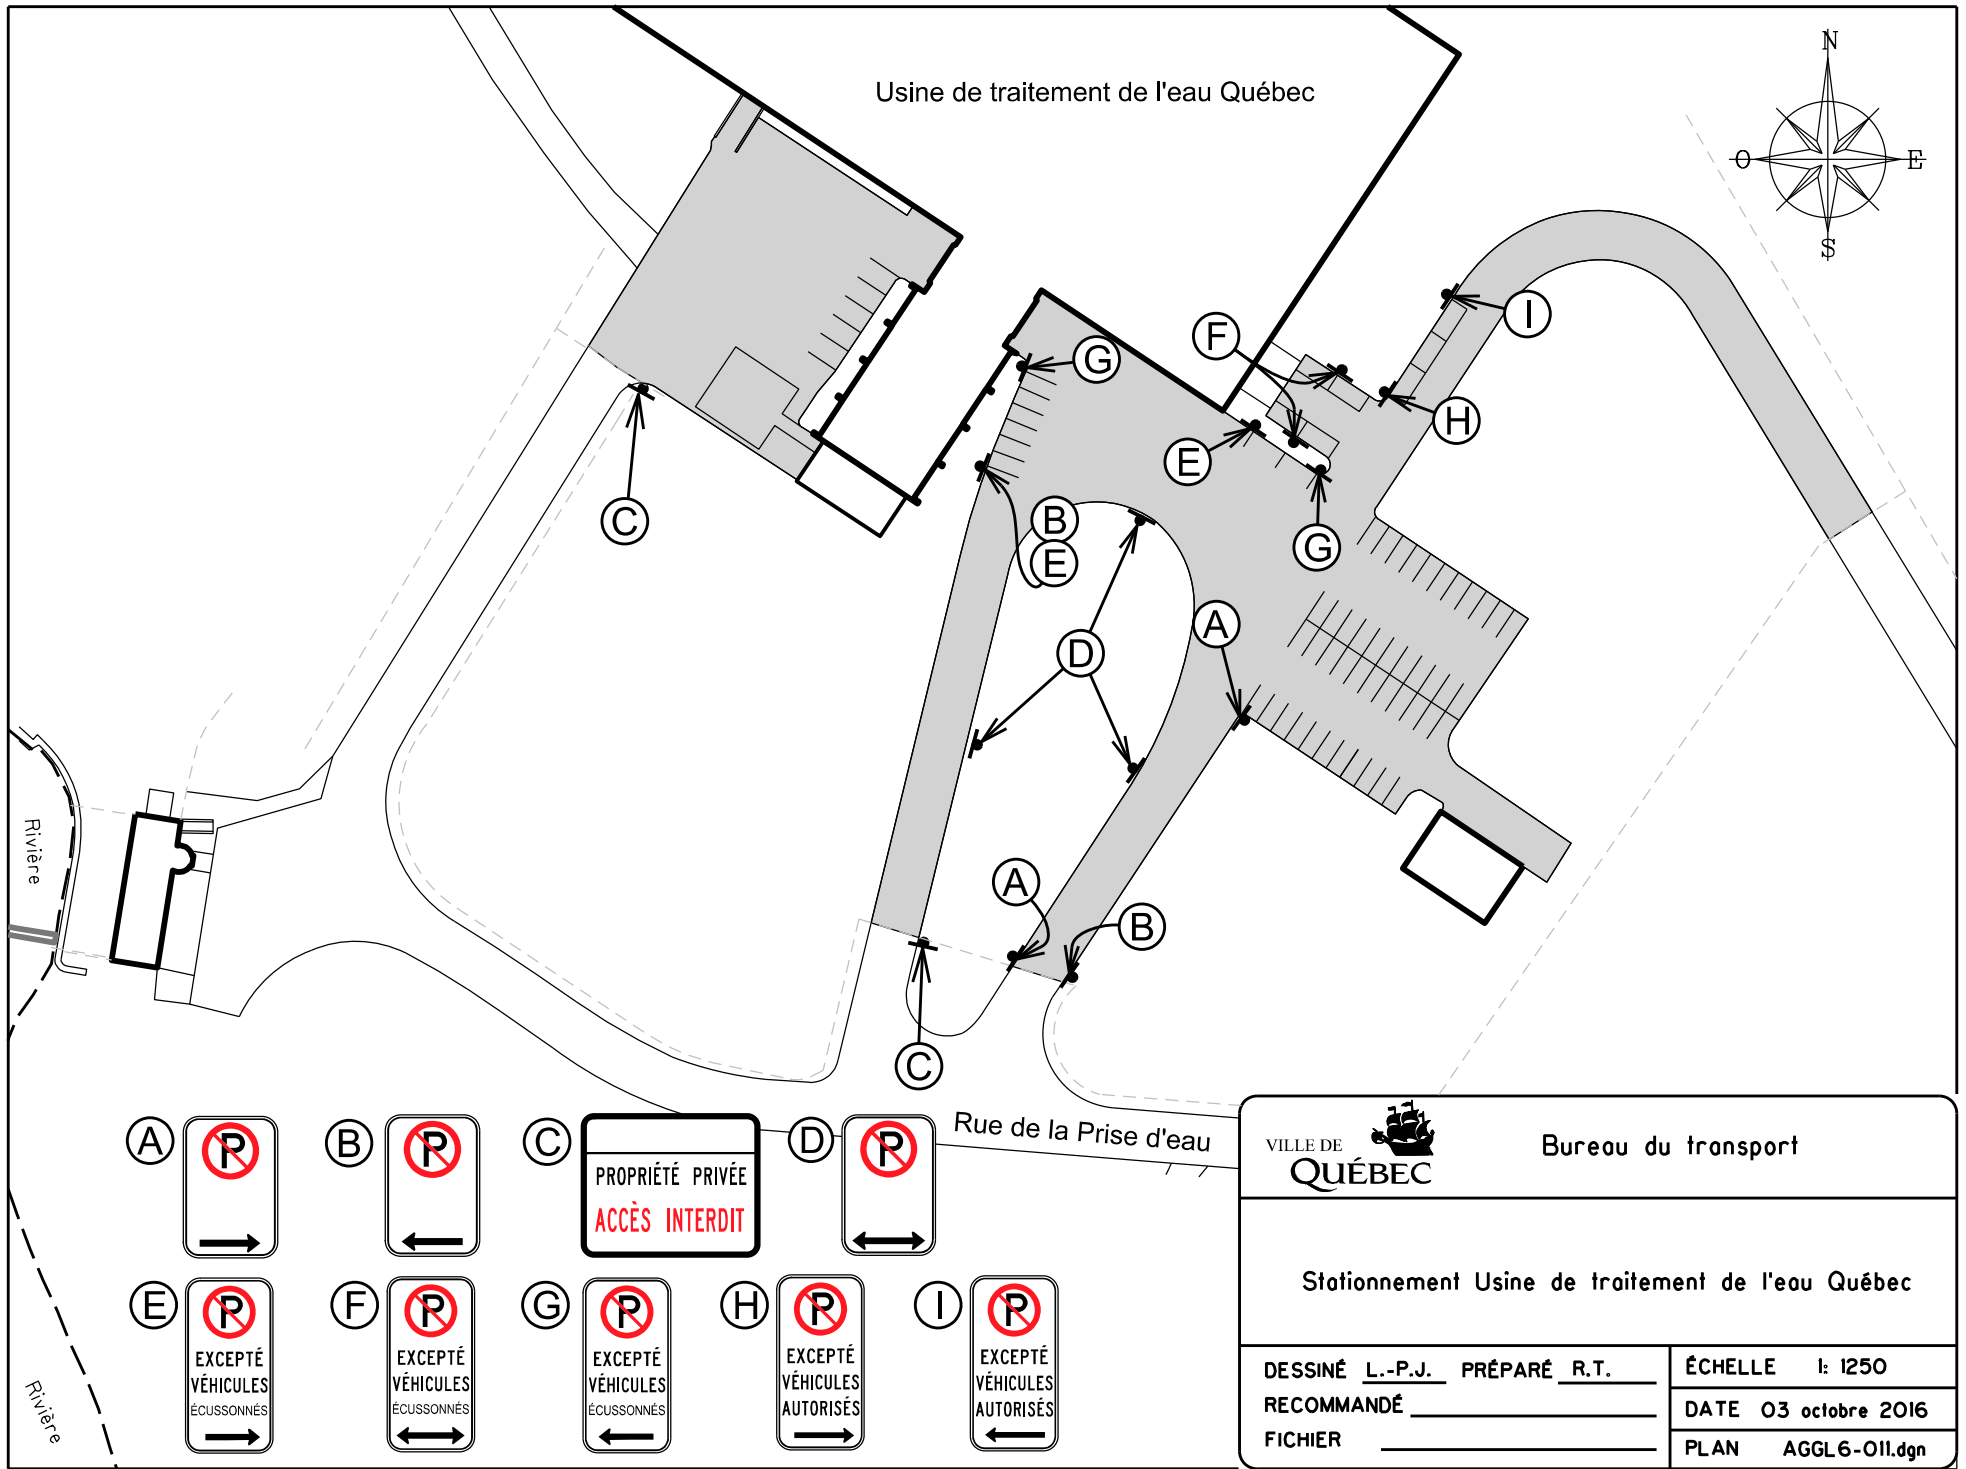 Usine de traitement de l'eau Québec
N
O
E
S
I
F
G
H
E
C
B
E
G
A
D
A
B
C
Rivière
Rivière
Rue de la Prise d'eau
A
P
B
P
C
PROPRIÉTÉ PRIVÉE
ACCÈS INTERDIT
D
P
E
P
EXCEPTÉ
VÉHICULES
ÉCUSSONNÉS
F
P
EXCEPTÉ
VÉHICULES
ÉCUSSONNÉS
G
P
EXCEPTÉ
VÉHICULES
ÉCUSSONNÉS
H
P
EXCEPTÉ
VÉHICULES
AUTORISÉS
I
P
EXCEPTÉ
VÉHICULES
AUTORISÉS
VILLE DE
QUÉBEC
Bureau du transport
Stationnement Usine de traitement de l'eau Québec
DESSINÉ L.-P.J. PRÉPARÉ R.T.
RECOMMANDÉ
FICHIER
ÉCHELLE 1: 1250
DATE 03 octobre 2016
PLAN AGGL6-011.dgn